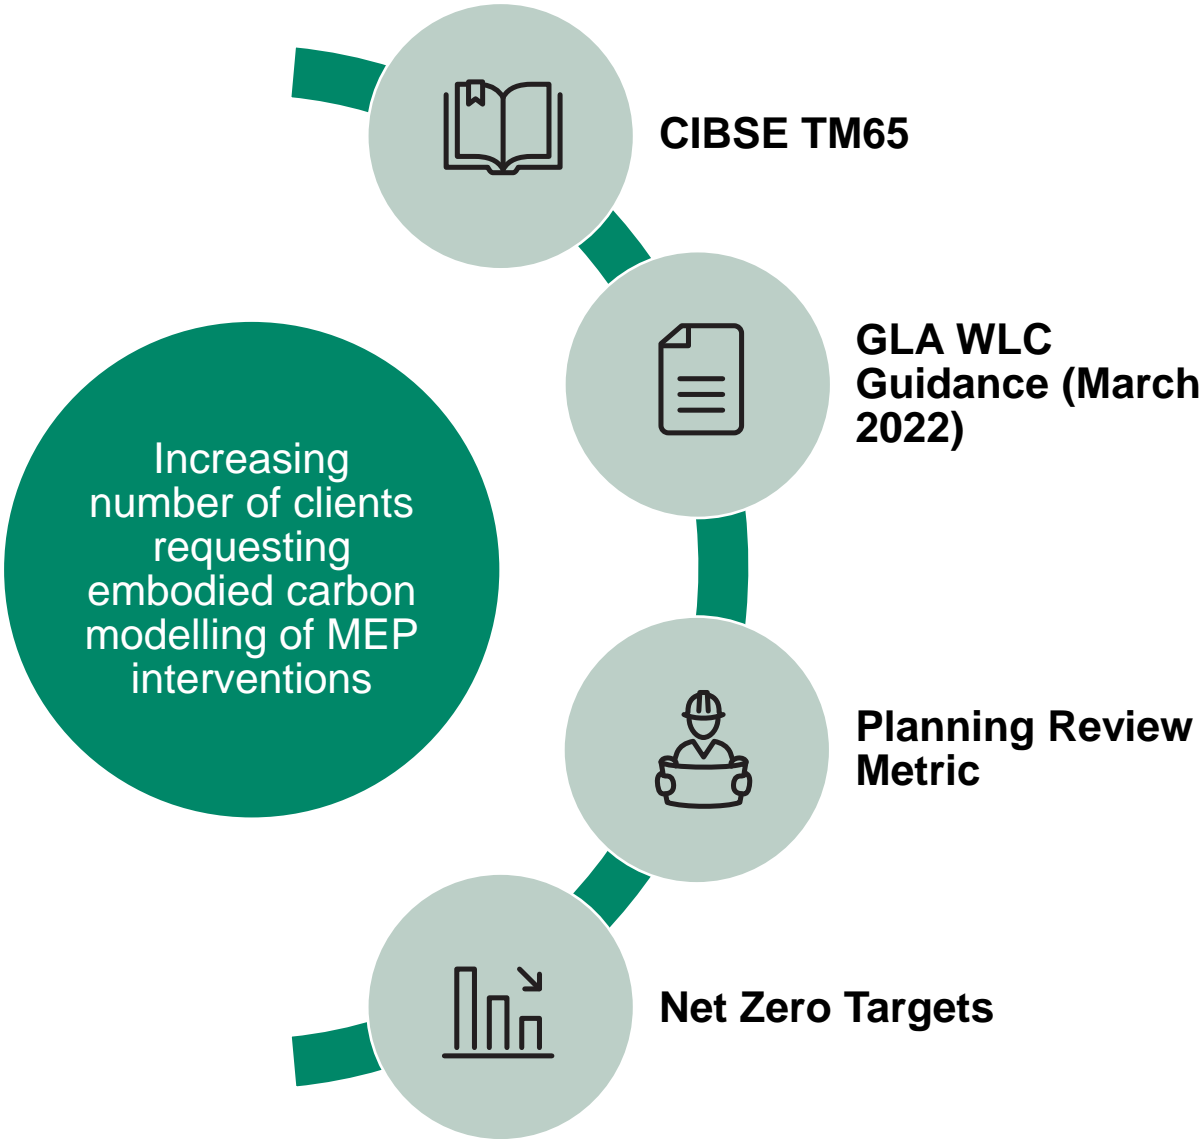 CIBSE TM65
GLA WLC
Guidance (March
2022)
Increasing
number of clients
requesting
embodied carbon
modelling of MEP
interventions
Planning Review
Metric
Net Zero Targets